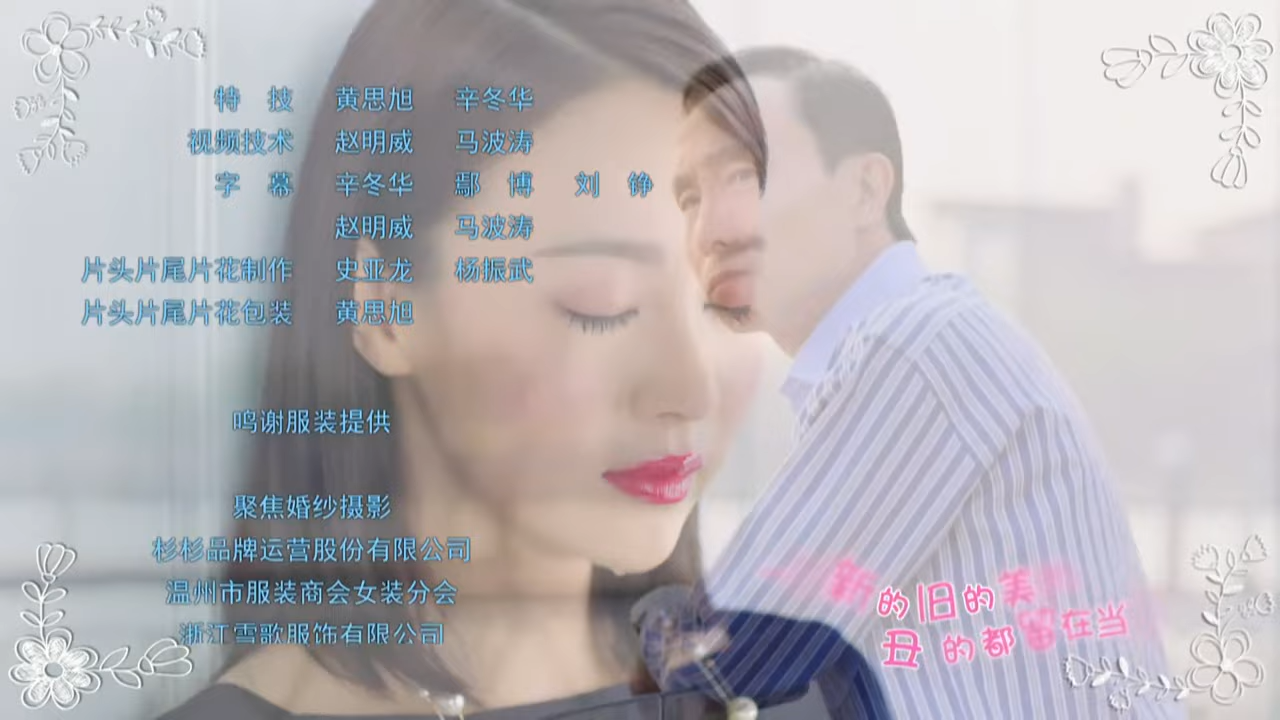 特 技 黄思旭 辛冬华
视频技术 赵明威 马波涛
字 幕 辛冬华 鄢 博 刘 铮
赵明威 马波涛
片头片尾片花制作 史亚龙 杨振武
片头片尾片花包装 黄思旭
鸣谢服装提供
聚焦婚纱摄影
杉杉品牌运营股份有限公司
温州市服装商会女装分会
浙江雪歌服饰有限公司
新的旧的美
丑的都留在当